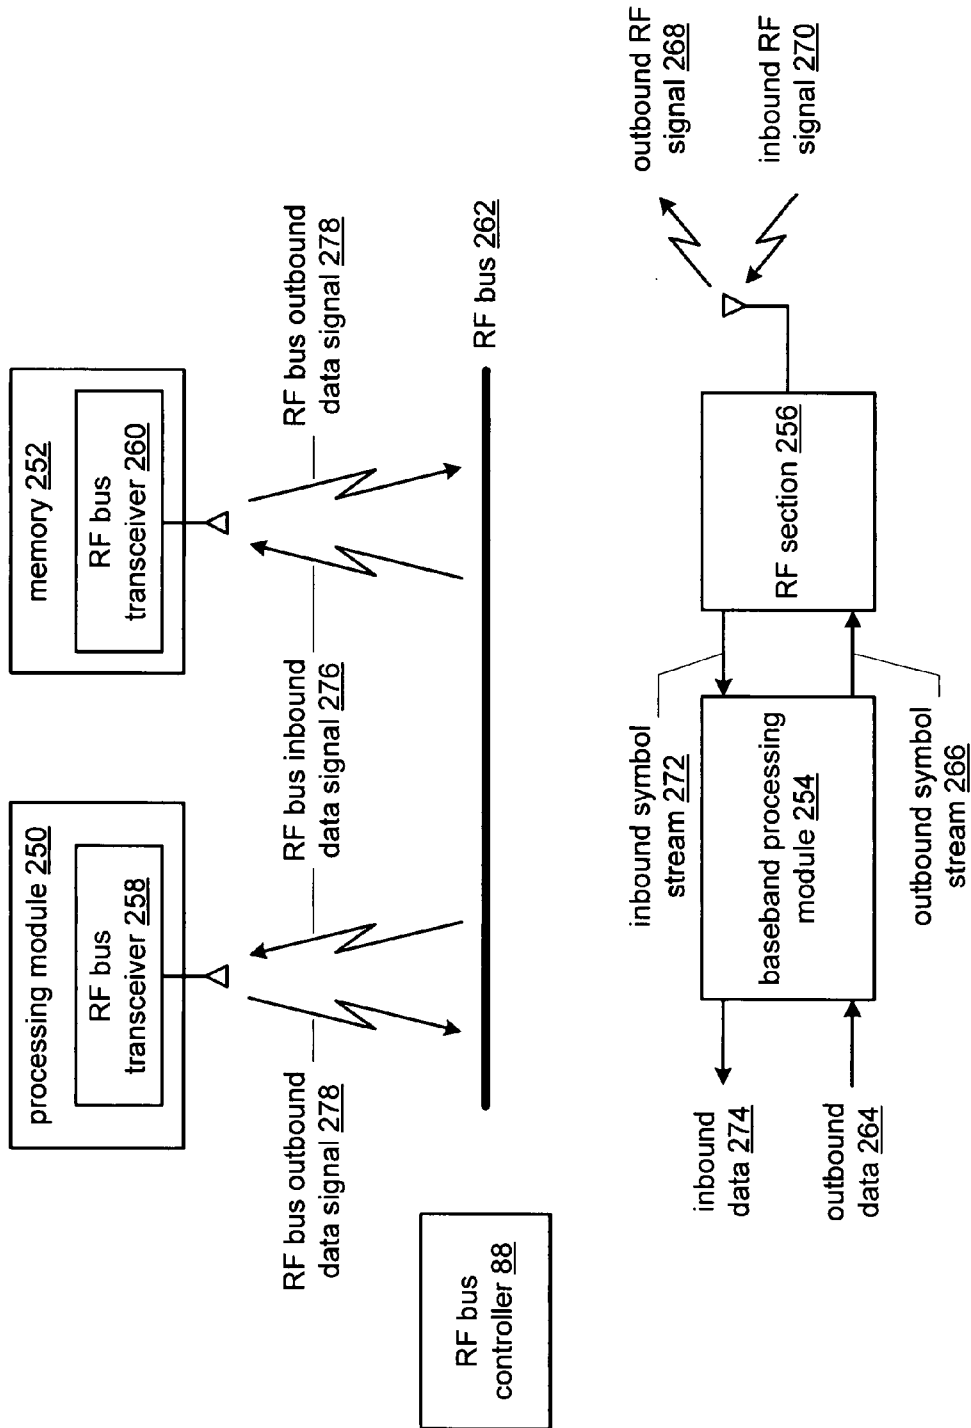 processing module 250
RF bus
transceiver 258
memory 252
RF bus
transceiver 260
RF bus outbound
data signal 278
RF bus inbound
data signal 276
RF bus outbound
data signal 278
RF bus
controller 88
RF bus 262
inbound symbol
stream 272
outbound RF
signal 268
inbound
data 274
baseband processing
module 254
RF section 256
inbound RF
signal 270
outbound
data 264
outbound symbol
stream 266